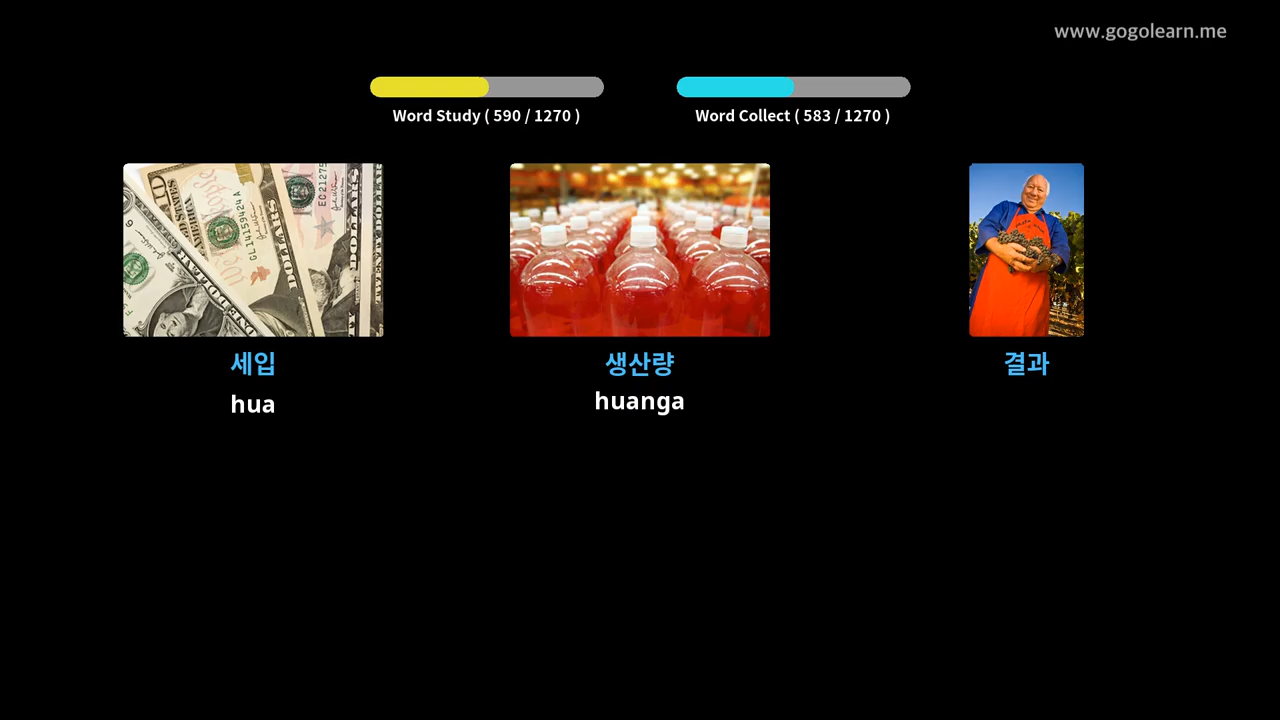 www.gogolearn.me
Word Study ( 590 / 1270 )
Word Collect ( 583 / 1270 )
세입
생산량
결과
hua
huanga